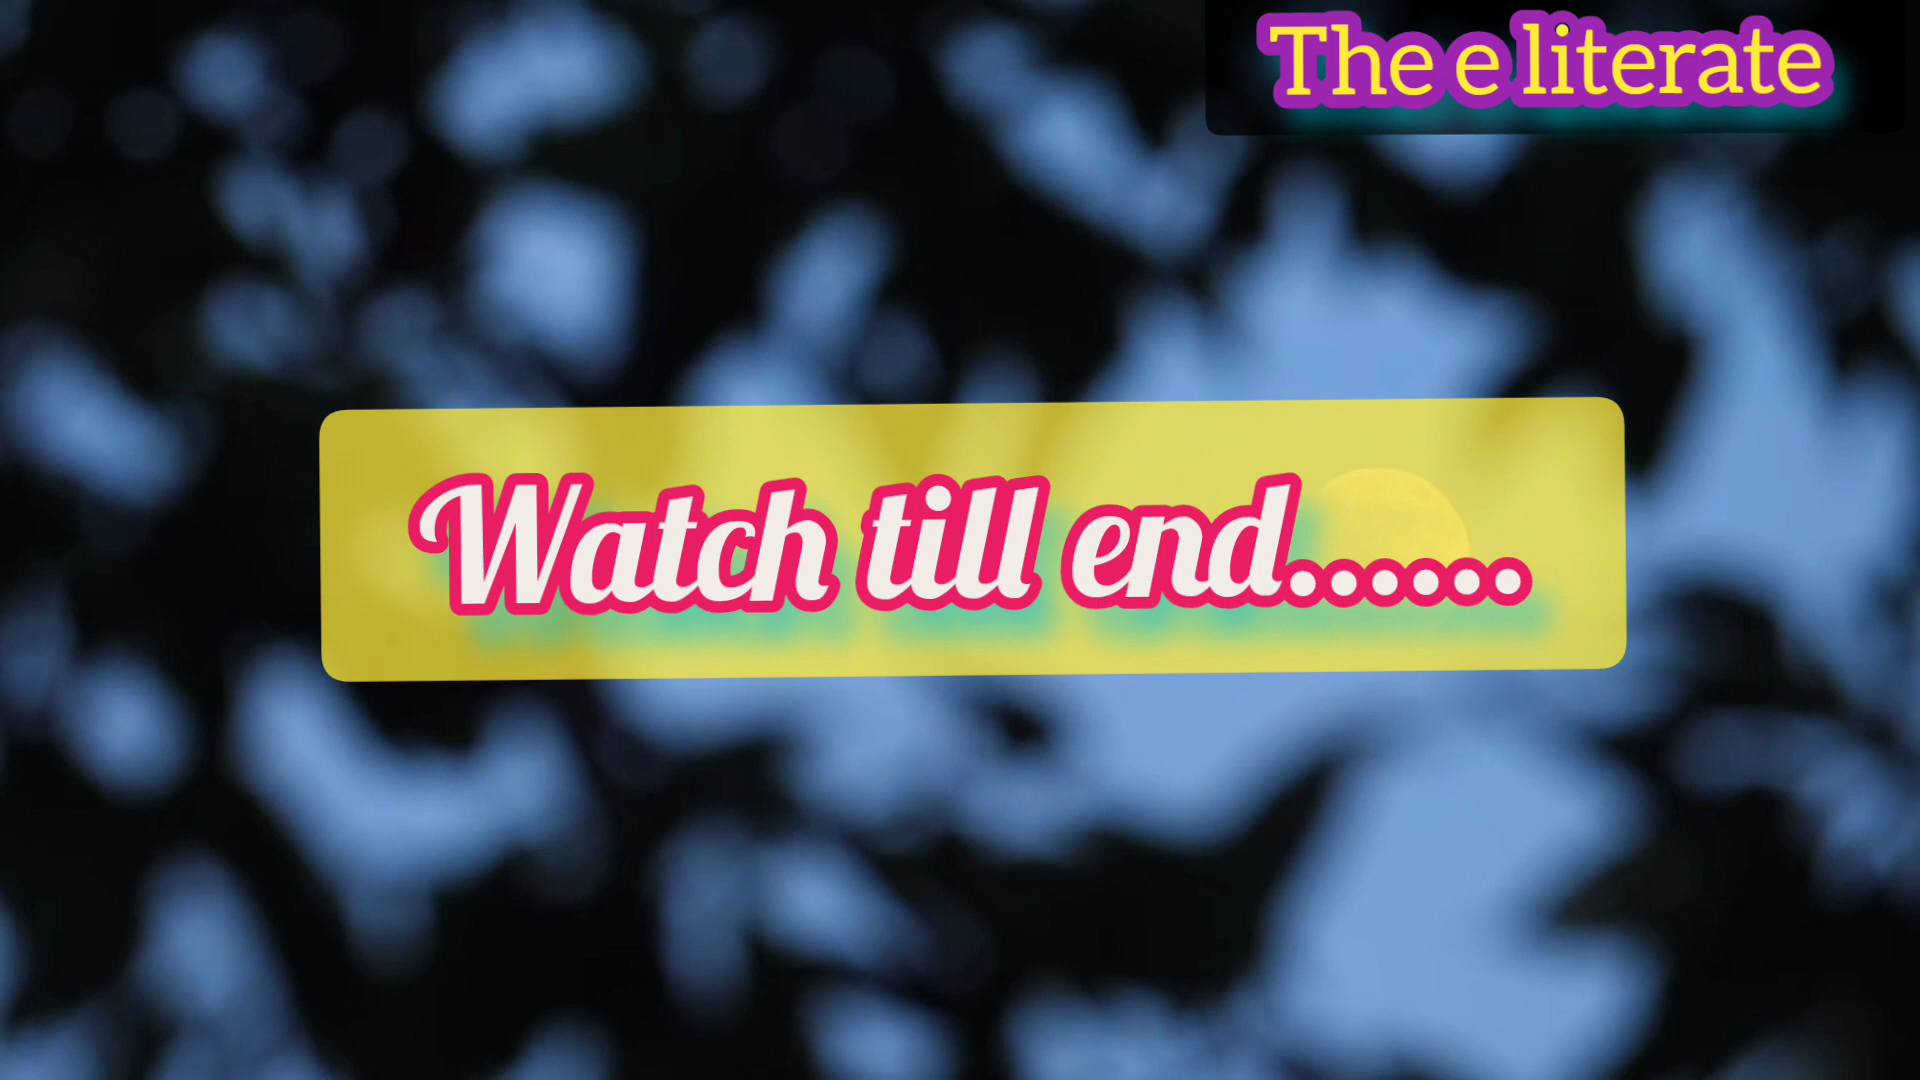 The e literate
Watch till end......